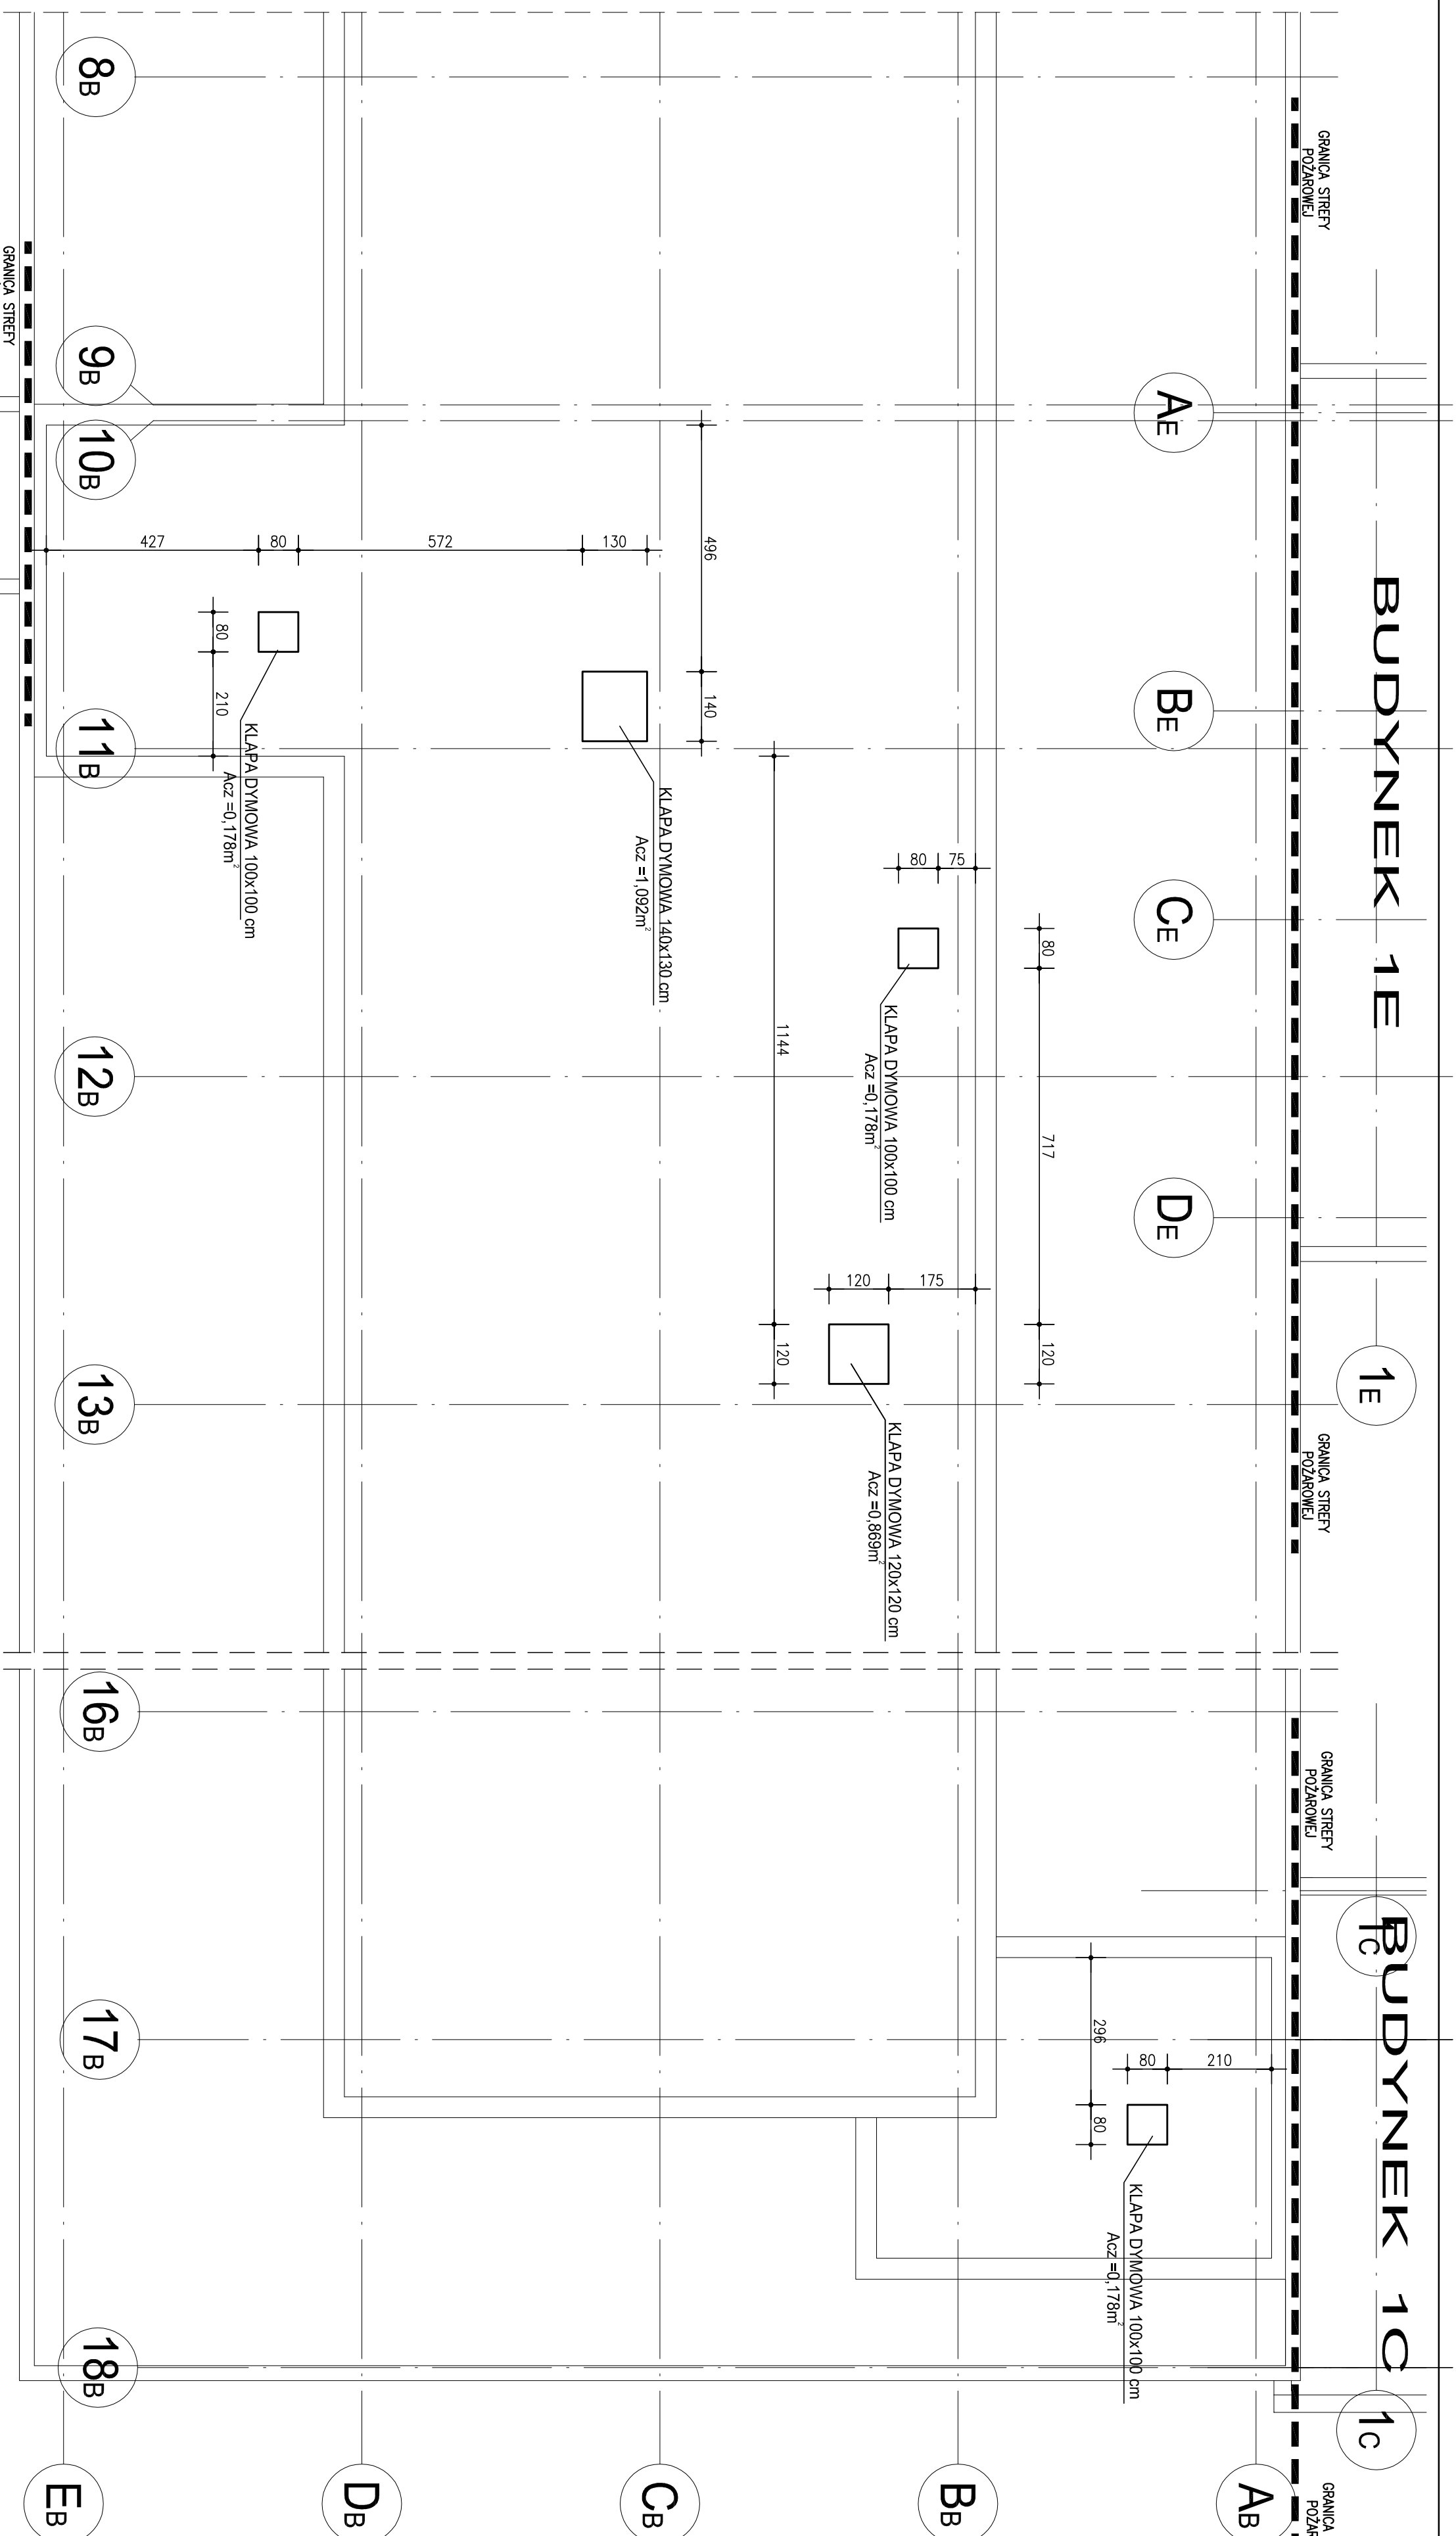 BUDYNEK 1E
BUDYNEK 1C
1E
1C
1C
GRANICA STREFY
POŻAROWEJ
GRANICA STREFY
POŻAROWEJ
GRANICA STREFY
POŻAROWEJ
GRANICA
AE
BE
CE
DE
80
717
120
296
80
80
210
KLAPA DYMOWA 100x100 cm
Acz =0,178m²
80
75
KLAPA DYMOWA 100x100 cm
Acz =0,178m²
120
175
KLAPA DYMOWA 120x120 cm
Acz =0,869m²
1144
120
496
140
KLAPA DYMOWA 140x130 cm
Acz =1,092m²
427
80
572
130
80
210
KLAPA DYMOWA 100x100 cm
Acz =0,178m²
8B
9B
10B
11B
12B
13B
16B
17B
18B
AB
BB
CB
DB
EB
GRANICA STREFY